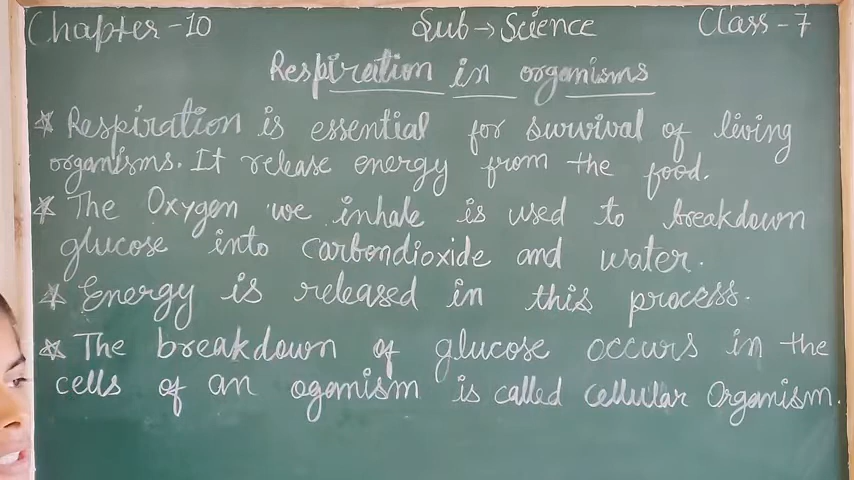 Chapter-10 Sub→Science Class-7
Respiration in organisms
☆ Respiration is essential for survival of living
organisms. It release energy from the food.
☆ The Oxygen we inhale is used to breakdown
glucose into carbondioxide and water.
☆ Energy is released in this process.
☆ The breakdown of glucose occurs in the
cells of an ogamism is called cellular Organism.